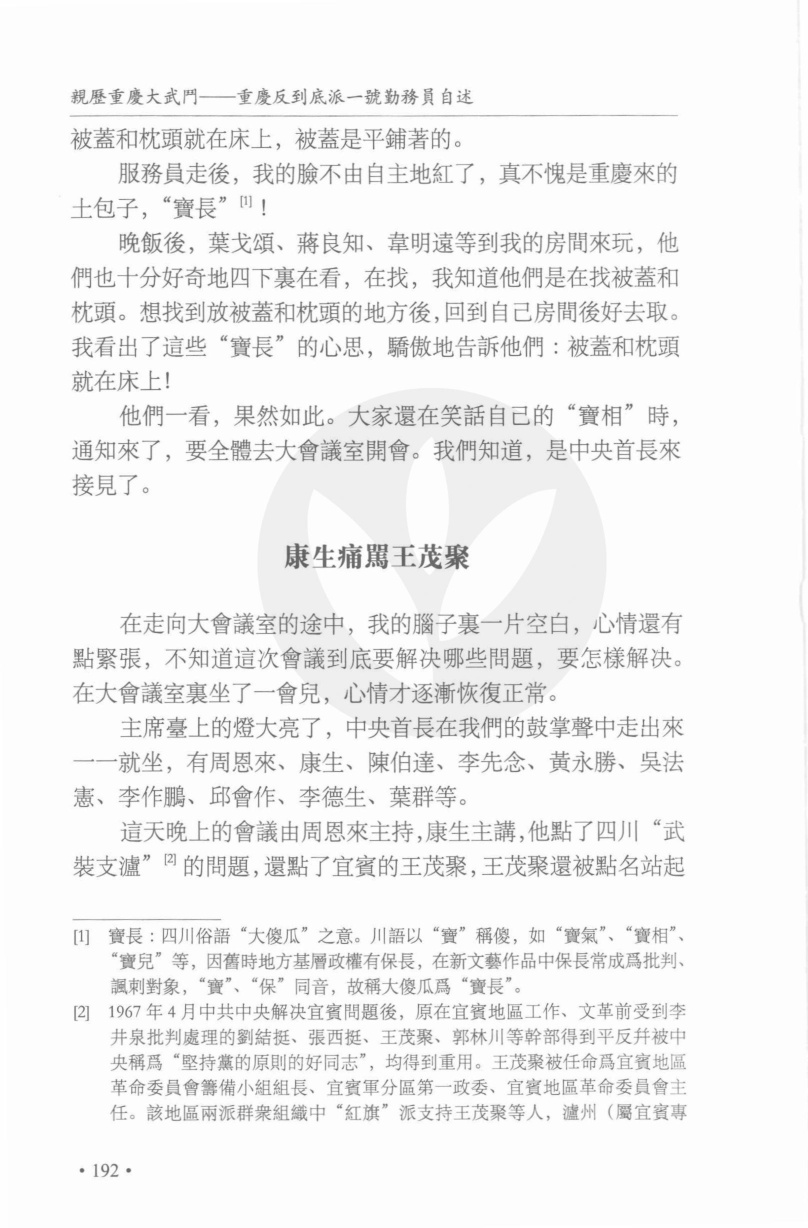 親歷重慶大武鬥——重慶反到底派一號勤務員自述
被蓋和枕頭就在床上，被蓋是平鋪著的。
服務員走後，我的臉不由自主地紅了，真不愧是重慶來的
土包子，“寶長”[1]！
晚飯後，葉戈頌、蔣良知、韋明遠等到我的房間來玩，他
們也十分好奇地四下裏在看，在找，我知道他們是在找被蓋和
枕頭。想找到放被蓋和枕頭的地方後，回到自己房間後好去取。
我看出了這些“寶長”的心思，驕傲地告訴他們：被蓋和枕頭
就在床上！
他們一看，果然如此。大家還在笑話自己的“寶相”時，
通知來了，要全體去大會議室開會。我們知道，是中央首長來
接見了。
康生痛罵王茂聚
在走向大會議室的途中，我的腦子裏一片空白，心情還有
點緊張，不知道這次會議到底要解決哪些問題，要怎樣解決。
在大會議室裏坐了一會兒，心情才逐漸恢復正常。
主席臺上的燈大亮了，中央首長在我們的鼓掌聲中走出來
一一就坐，有周恩來、康生、陳伯達、李先念、黃永勝、吳法
憲、李作鵬、邱會作、李德生、葉群等。
這天晚上的會議由周恩來主持，康生主講，他點了四川“武
裝支瀘”[2]的問題，還點了宜賓的王茂聚，王茂聚還被點名站起
[1] 寶長：四川俗語“大傻瓜”之意。川語以“寶”稱傻，如“寶氣”、“寶相”、
“寶兒”等，因舊時地方基層政權有保長，在新文藝作品中保長常成爲批判、
諷刺對象，“寶”、“保”同音，故稱大傻瓜爲“寶長”。
[2] 1967年4月中共中央解決宜賓問題後，原在宜賓地區工作、文革前受到李
井泉批判處理的劉結挺、張西挺、王茂聚、郭林川等幹部得到平反幷被中
央稱爲“堅持黨的原則的好同志”，均得到重用。王茂聚被任命爲宜賓地區
革命委員會籌備小組組長、宜賓軍分區第一政委、宜賓地區革命委員會主
任。該地區兩派群衆組織中“紅旗”派支持王茂聚等人，瀘州（屬宜賓專
·192·